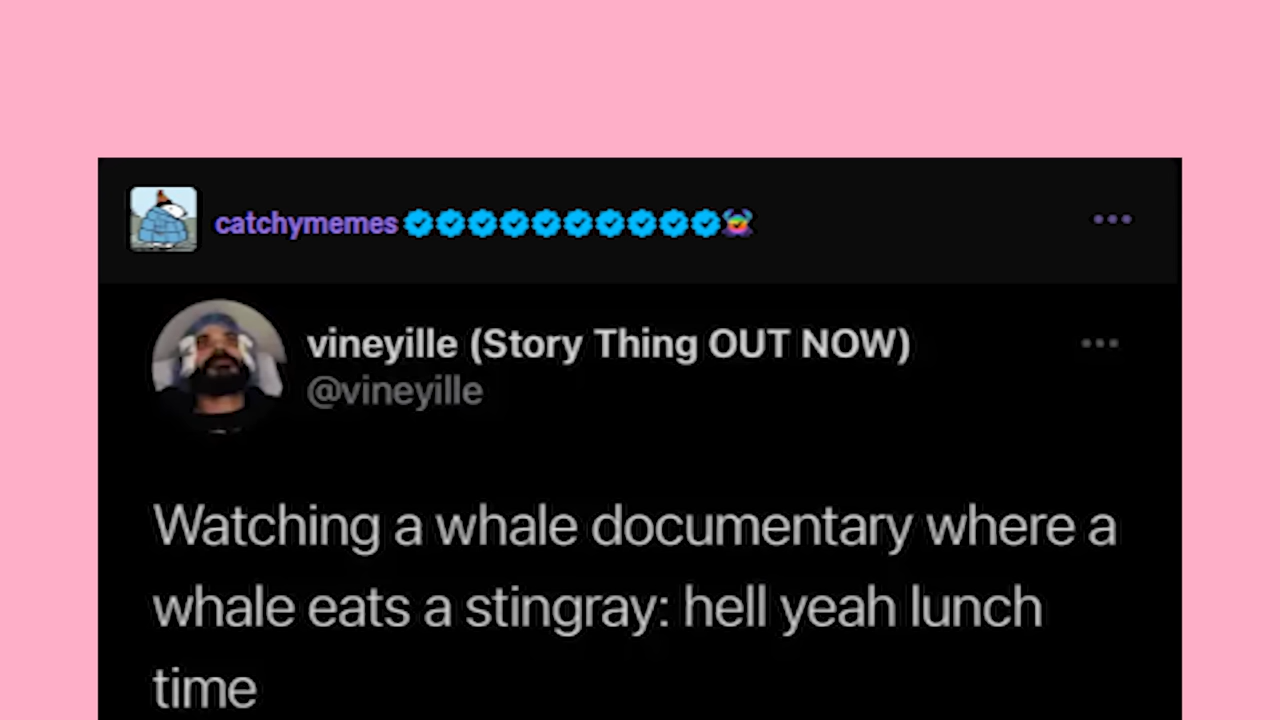 catchymemes
vineyille (Story Thing OUT NOW)
@vineyille
Watching a whale documentary where a
whale eats a stingray: hell yeah lunch
time